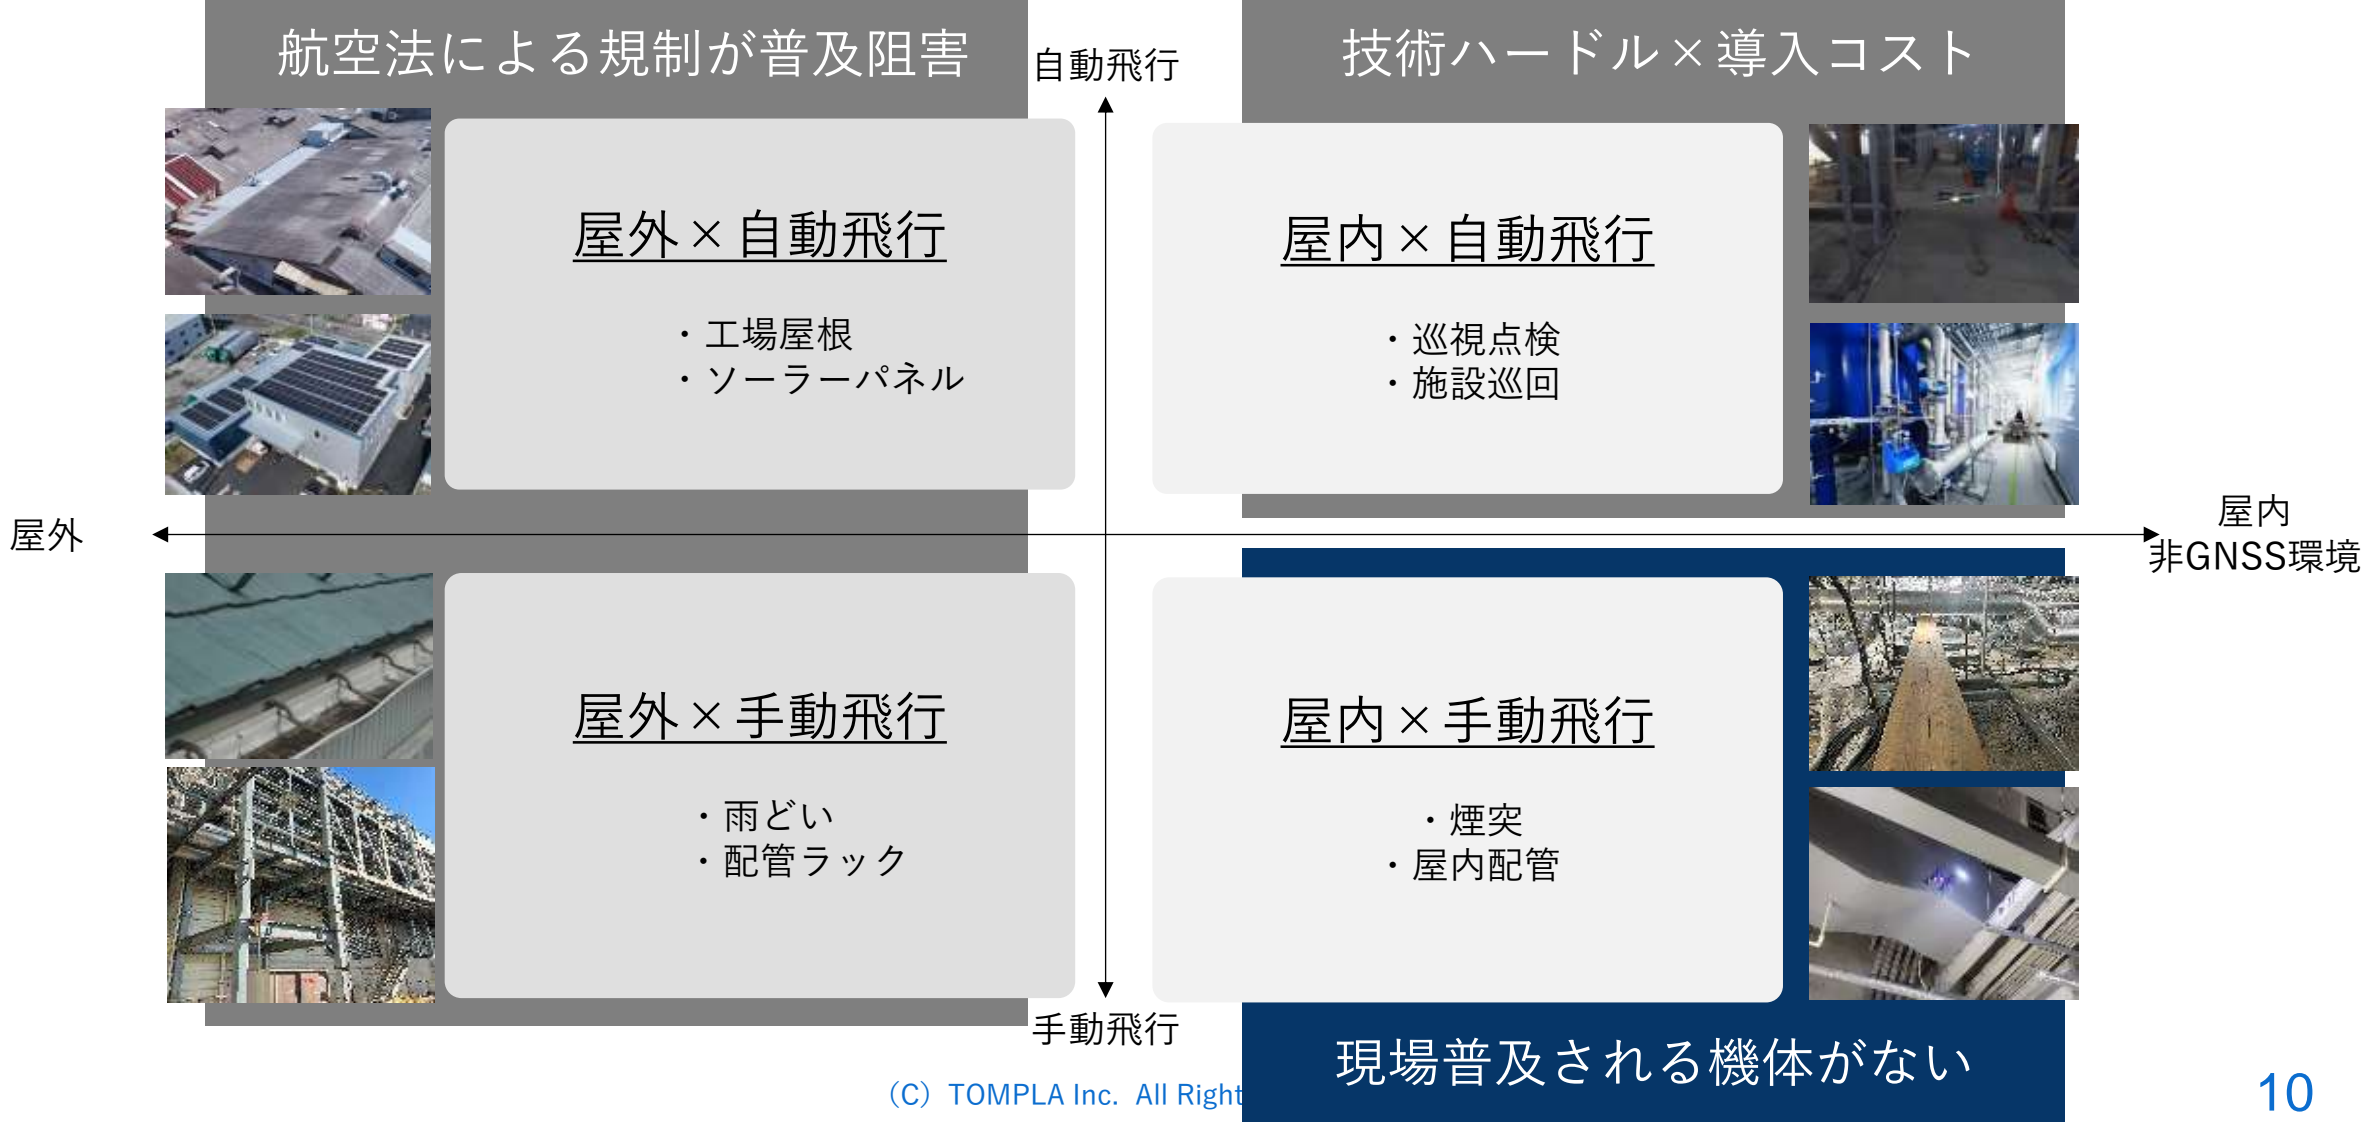 航空法による規制が普及阻害
技術ハードル×導入コスト
自動飛行
屋外×自動飛行
・工場屋根
・ソーラーパネル
屋内×自動飛行
・巡視点検
・施設巡回
屋外
屋内
非GNSS環境
屋外×手動飛行
・雨どい
・配管ラック
屋内×手動飛行
・煙突
・屋内配管
手動飛行
現場普及される機体がない
（C）TOMPLA Inc. All Right
10